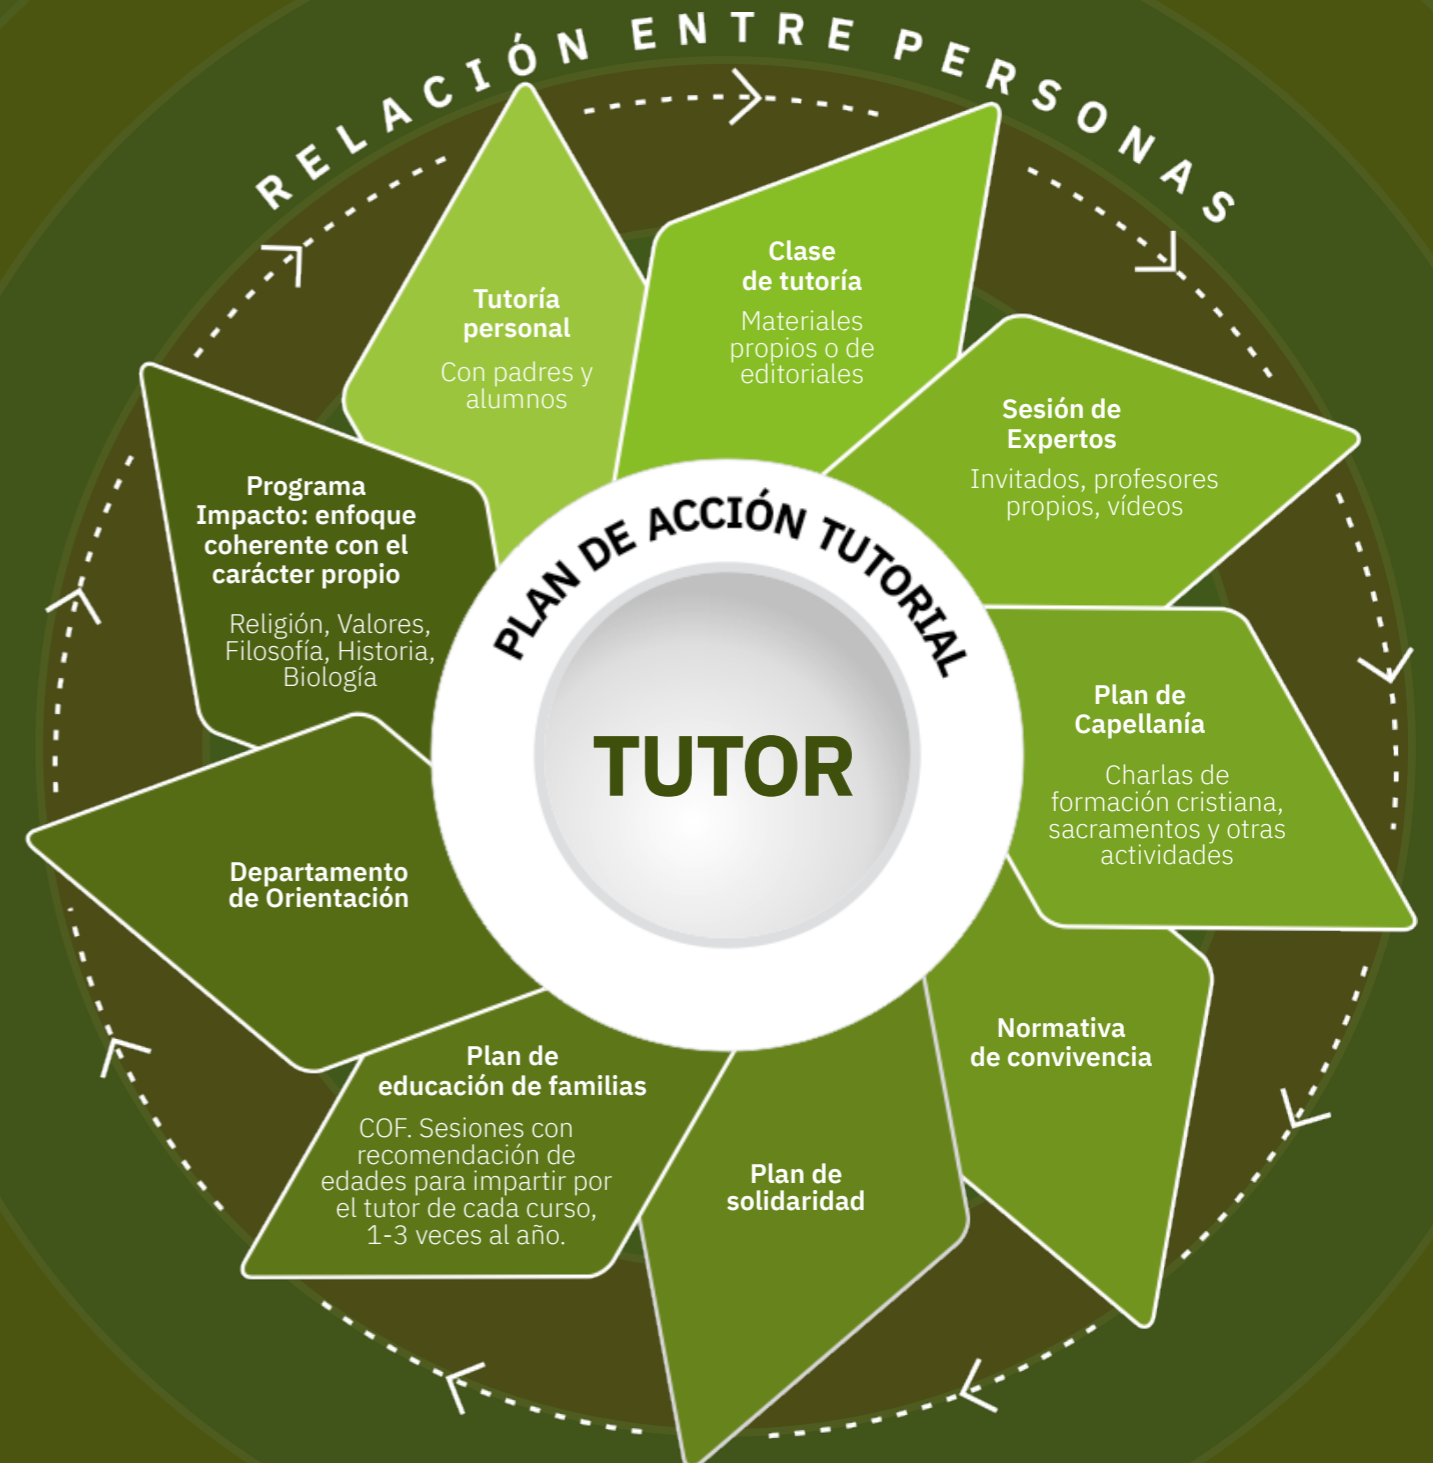 RELACIÓN ENTRE PERSONAS
Tutoría
personal
Con padres y
alumnos
Clase
de tutoría
Materiales
propios o de
editoriales
Sesión de
Expertos
Invitados, profesores
propios, vídeos
Plan de
Capellanía
Charlas de
formación cristiana,
sacramentos y otras
actividades
Normativa
de convivencia
Plan de
solidaridad
Plan de
educación de familias
COF. Sesiones con
recomendación de
edades para impartir por
el tutor de cada curso,
1-3 veces al año.
Departamento
de Orientación
Programa
Impacto: enfoque
coherente con el
carácter propio
Religión, Valores,
Filosofía, Historia,
Biología
PLAN DE ACCIÓN TUTORIAL
TUTOR